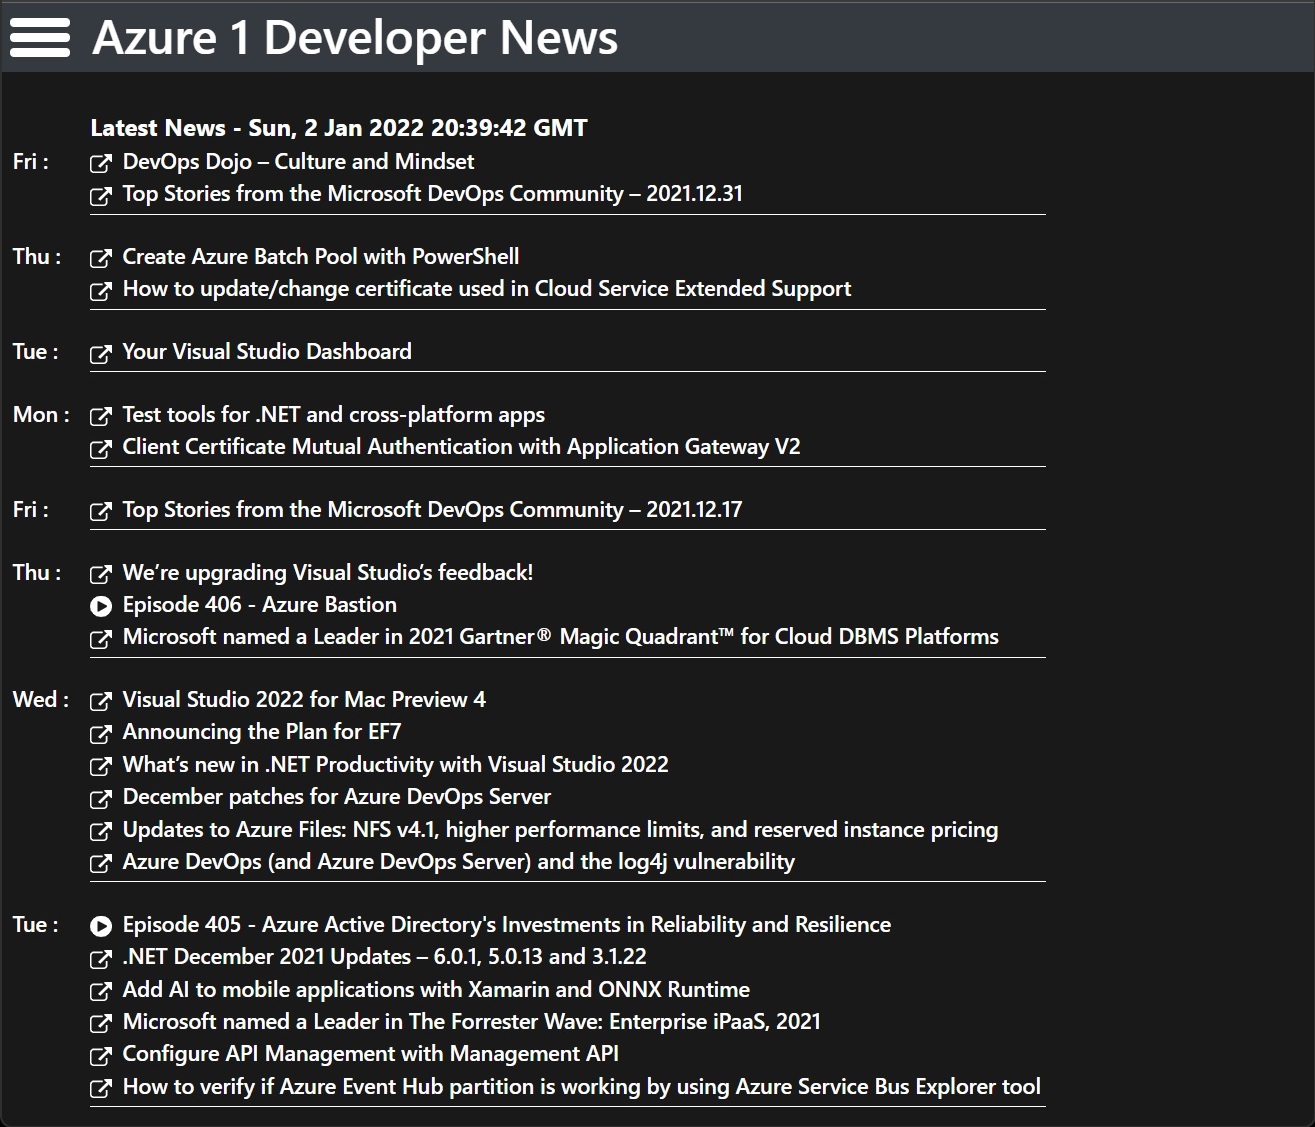 Azure 1 Developer News
Latest News - Sun, 2 Jan 2022 20:39:42 GMT
Fri : DevOps Dojo – Culture and Mindset
Top Stories from the Microsoft DevOps Community – 2021.12.31
Thu : Create Azure Batch Pool with PowerShell
How to update/change certificate used in Cloud Service Extended Support
Tue : Your Visual Studio Dashboard
Mon : Test tools for .NET and cross-platform apps
Client Certificate Mutual Authentication with Application Gateway V2
Fri : Top Stories from the Microsoft DevOps Community – 2021.12.17
Thu : We’re upgrading Visual Studio’s feedback!
Episode 406 - Azure Bastion
Microsoft named a Leader in 2021 Gartner® Magic Quadrant™ for Cloud DBMS Platforms
Wed : Visual Studio 2022 for Mac Preview 4
Announcing the Plan for EF7
What’s new in .NET Productivity with Visual Studio 2022
December patches for Azure DevOps Server
Updates to Azure Files: NFS v4.1, higher performance limits, and reserved instance pricing
Azure DevOps (and Azure DevOps Server) and the log4j vulnerability
Tue : Episode 405 - Azure Active Directory's Investments in Reliability and Resilience
.NET December 2021 Updates – 6.0.1, 5.0.13 and 3.1.22
Add AI to mobile applications with Xamarin and ONNX Runtime
Microsoft named a Leader in The Forrester Wave: Enterprise iPaaS, 2021
Configure API Management with Management API
How to verify if Azure Event Hub partition is working by using Azure Service Bus Explorer tool